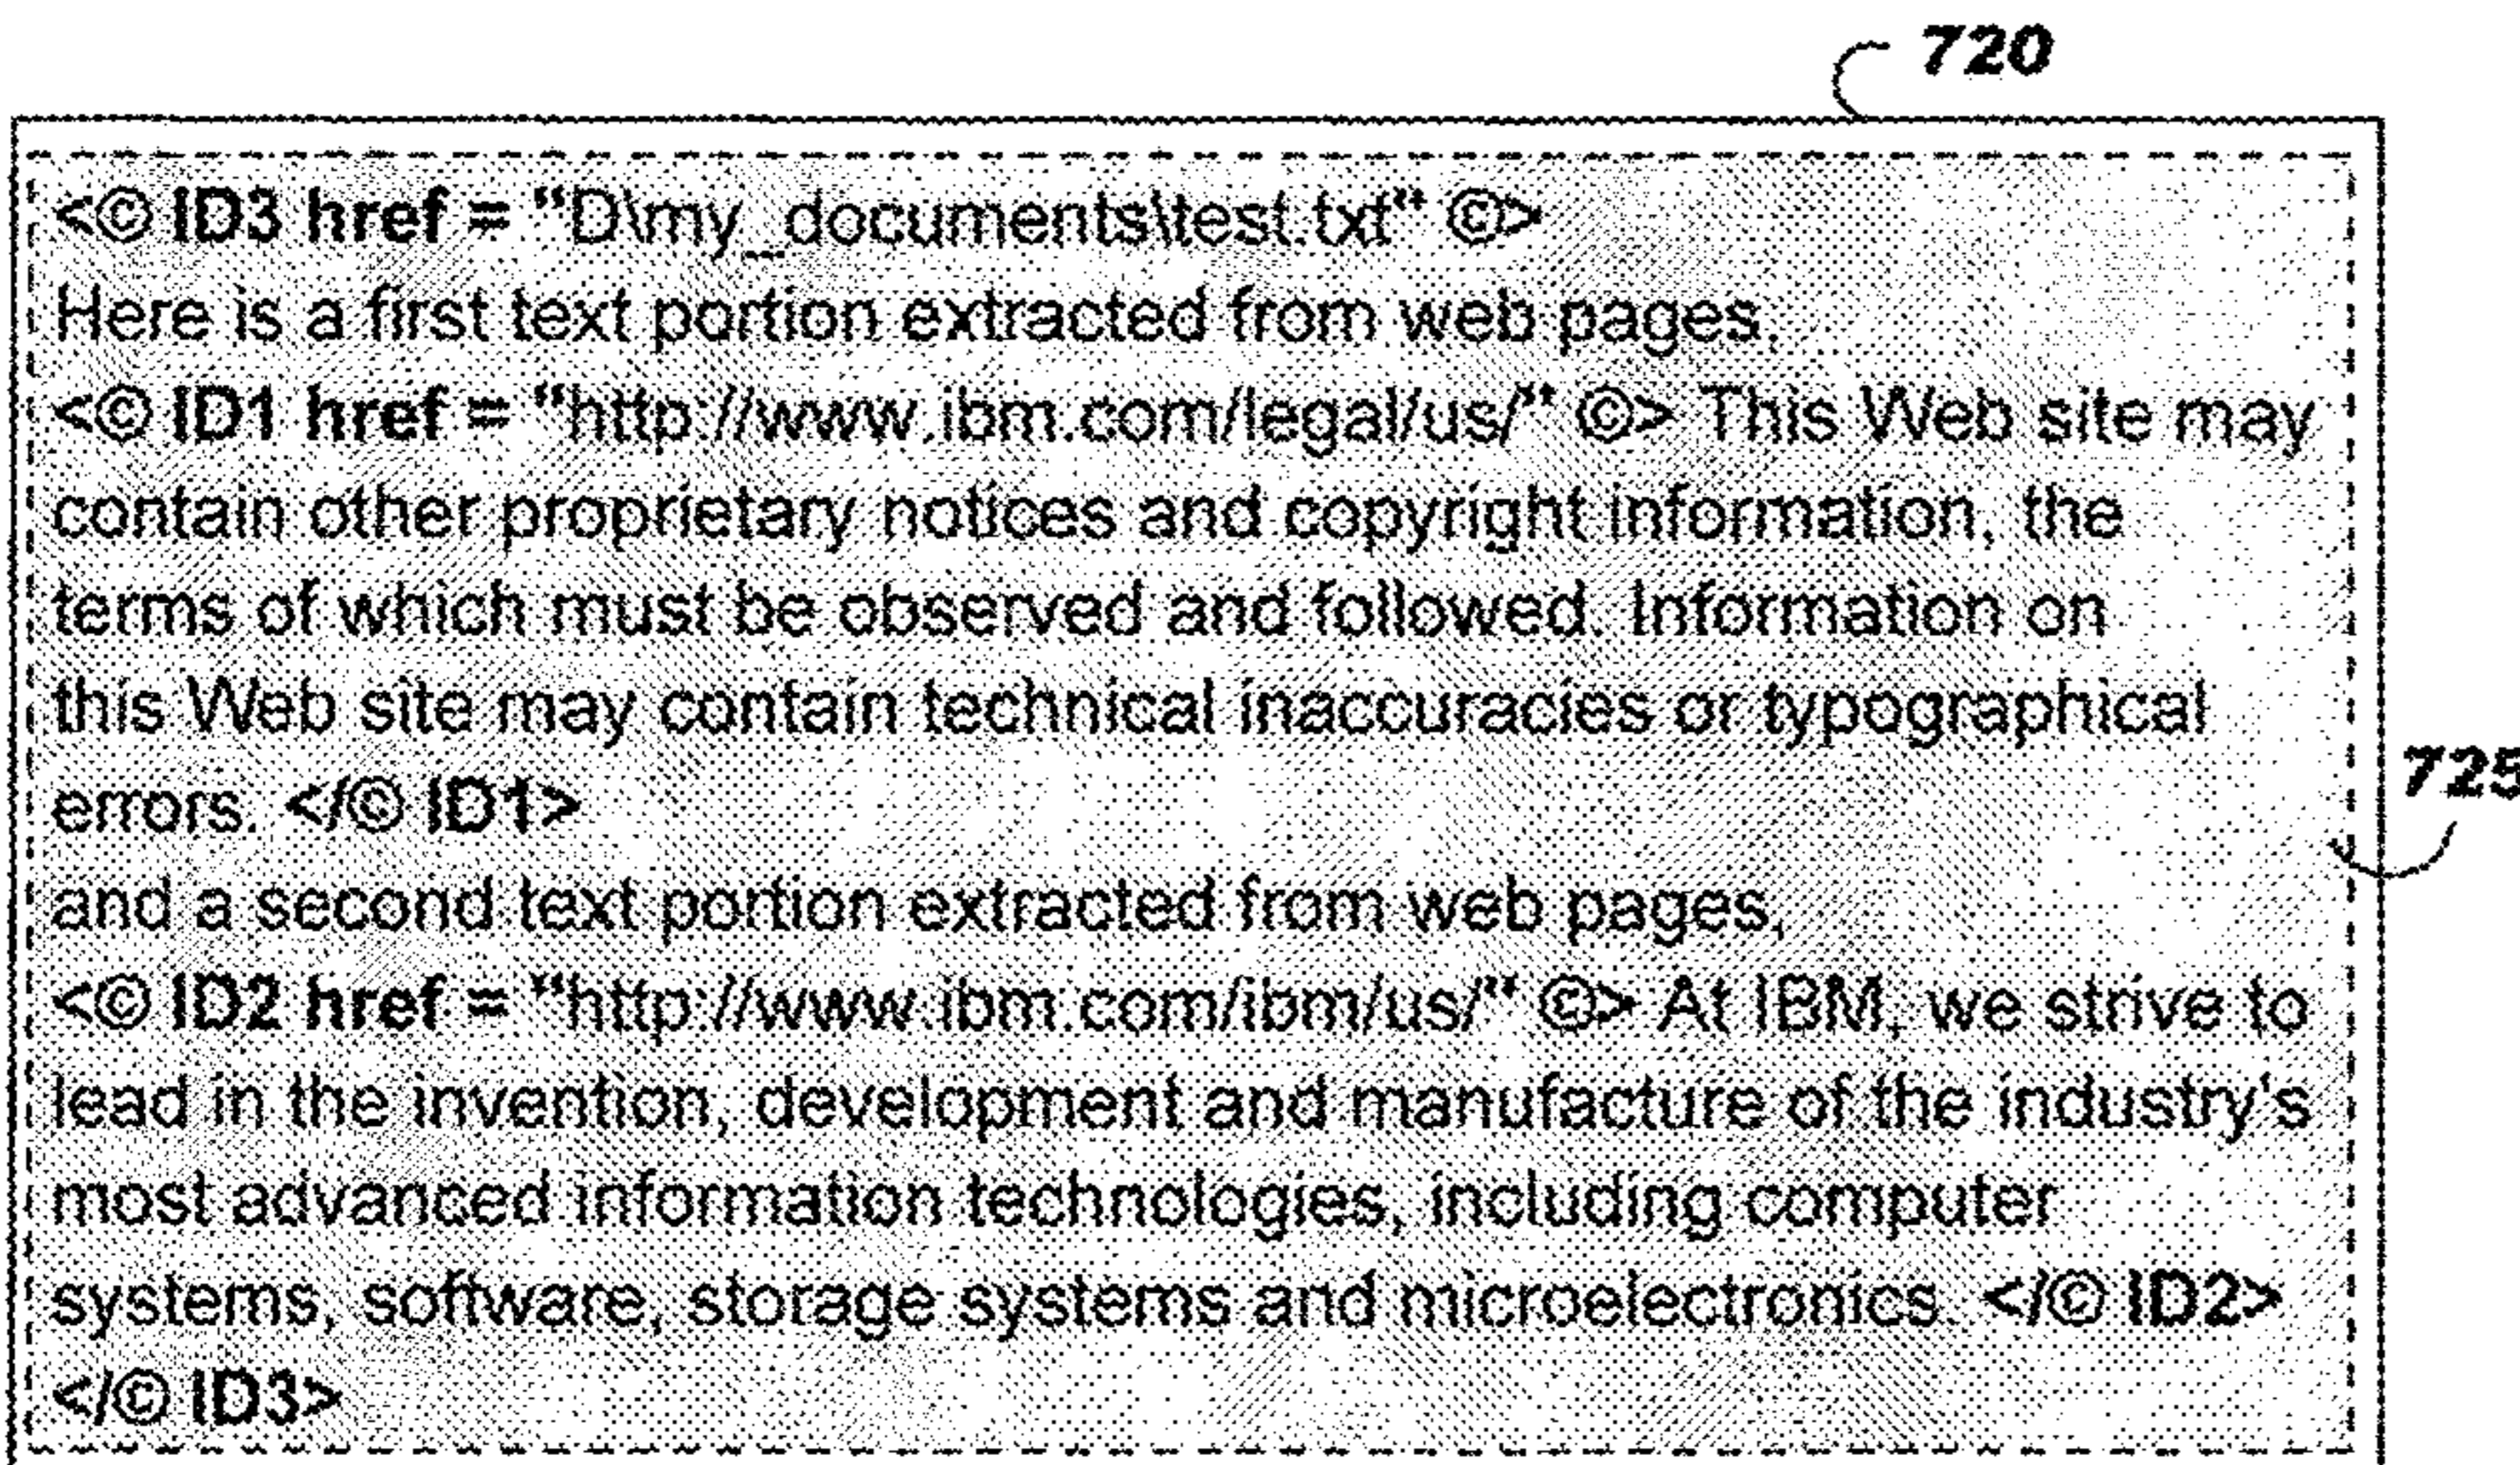 720
<© ID3 href = "D\my_documents\test.txt" ©>
Here is a first text portion extracted from web pages,
<© ID1 href = "http://www.ibm.com/legal/us/" ©> This Web site may
contain other proprietary notices and copyright information, the
terms of which must be observed and followed. Information on
this Web site may contain technical inaccuracies or typographical
725
errors. </© ID1>
and a second text portion extracted from web pages,
<© ID2 href = "http://www.ibm.com/ibm/us/" ©> At IBM, we strive to
lead in the invention, development and manufacture of the industry's
most advanced information technologies, including computer
systems, software, storage systems and microelectronics. </© ID2>
</© ID3>